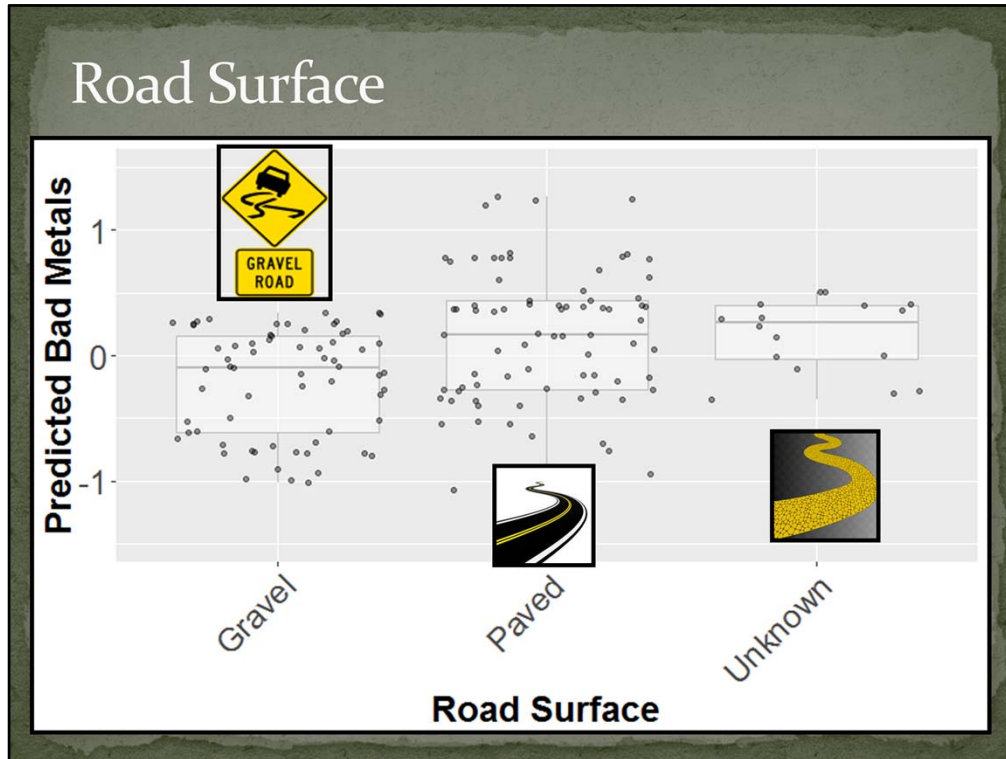 Road Surface
Predicted Bad Metals
1
0
-1
GRAVEL
ROAD
Gravel
Paved
Unknown
Road Surface